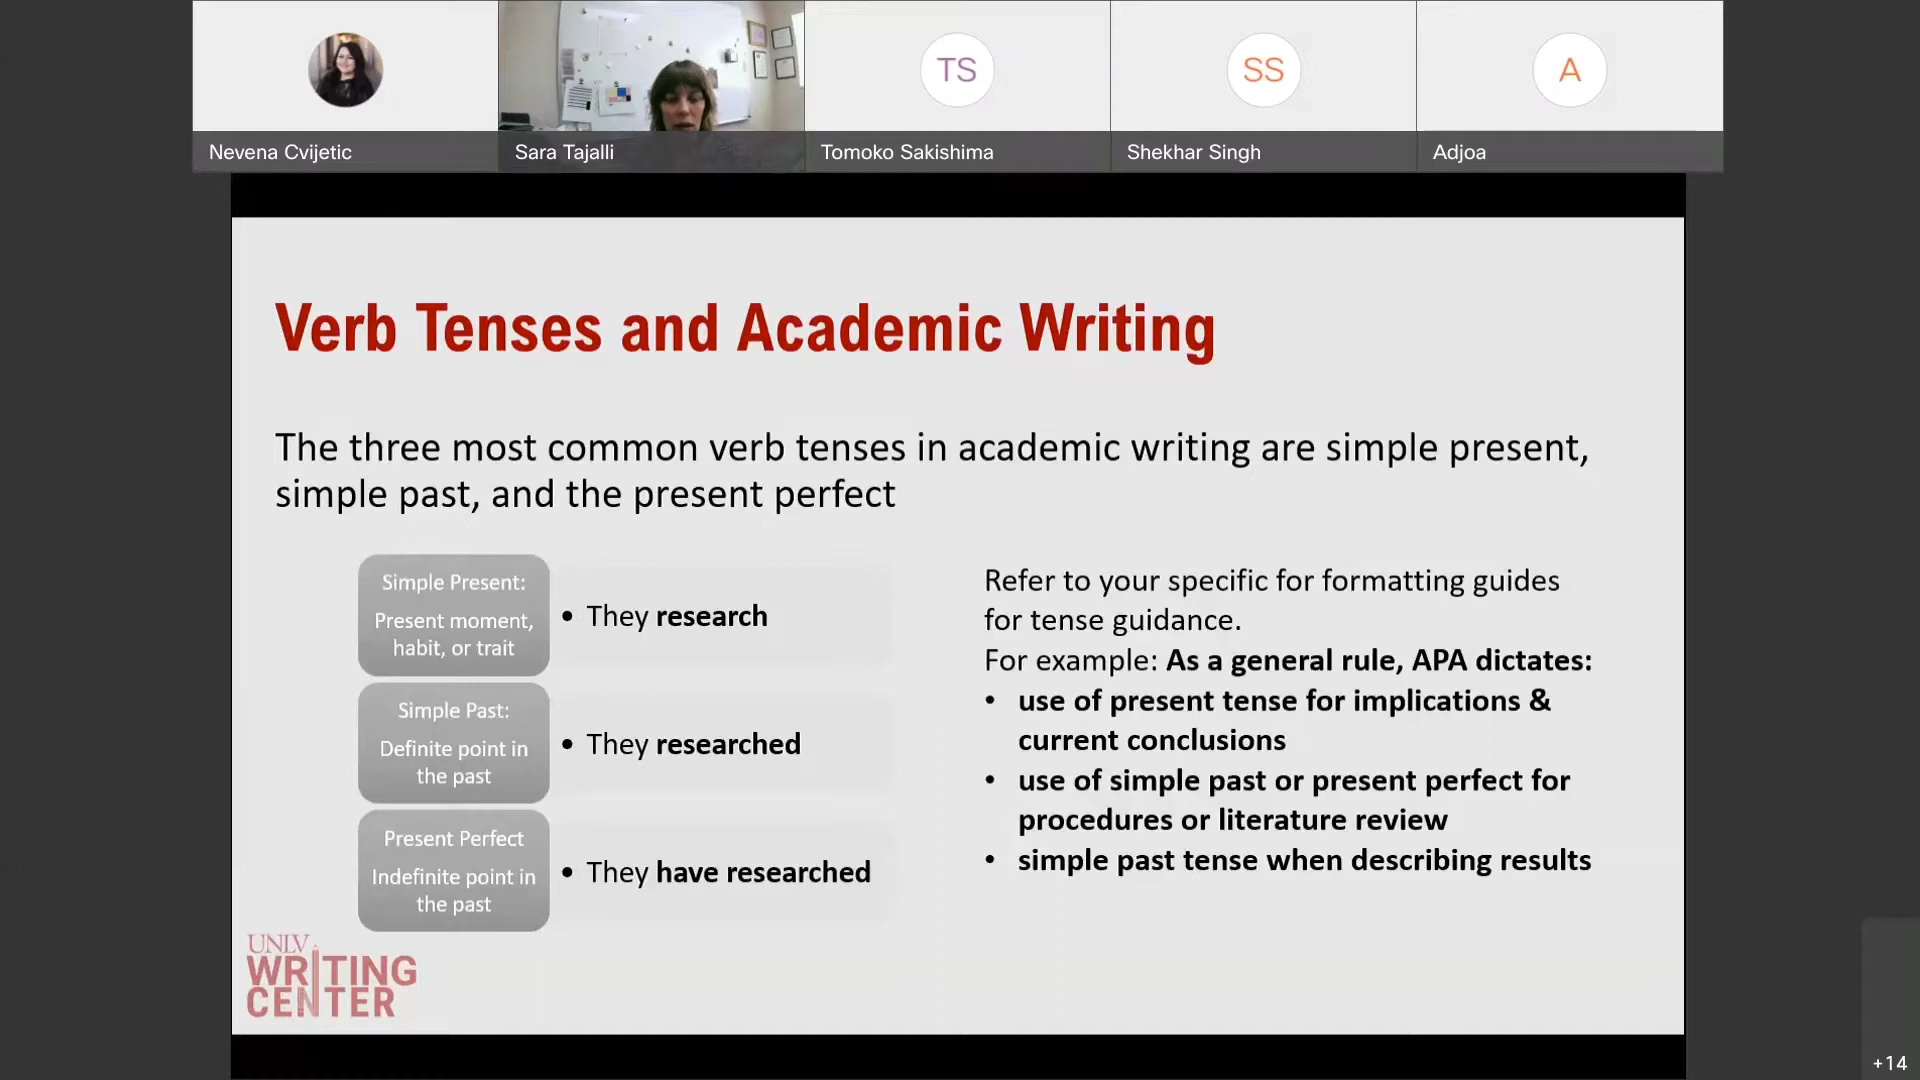 TS
SS
A
Nevena Cvijetic
Sara Tajalli
Tomoko Sakishima
Shekhar Singh
Adjoa
Verb Tenses and Academic Writing
The three most common verb tenses in academic writing are simple present,
simple past, and the present perfect
Simple Present:
Present moment,
habit, or trait
• They research
Simple Past:
Definite point in
the past
• They researched
Present Perfect
Indefinite point in
the past
• They have researched
Refer to your specific for formatting guides
for tense guidance.
For example: As a general rule, APA dictates:
• use of present tense for implications &
current conclusions
• use of simple past or present perfect for
procedures or literature review
• simple past tense when describing results
UNLV
WRITING
CENTER
+14